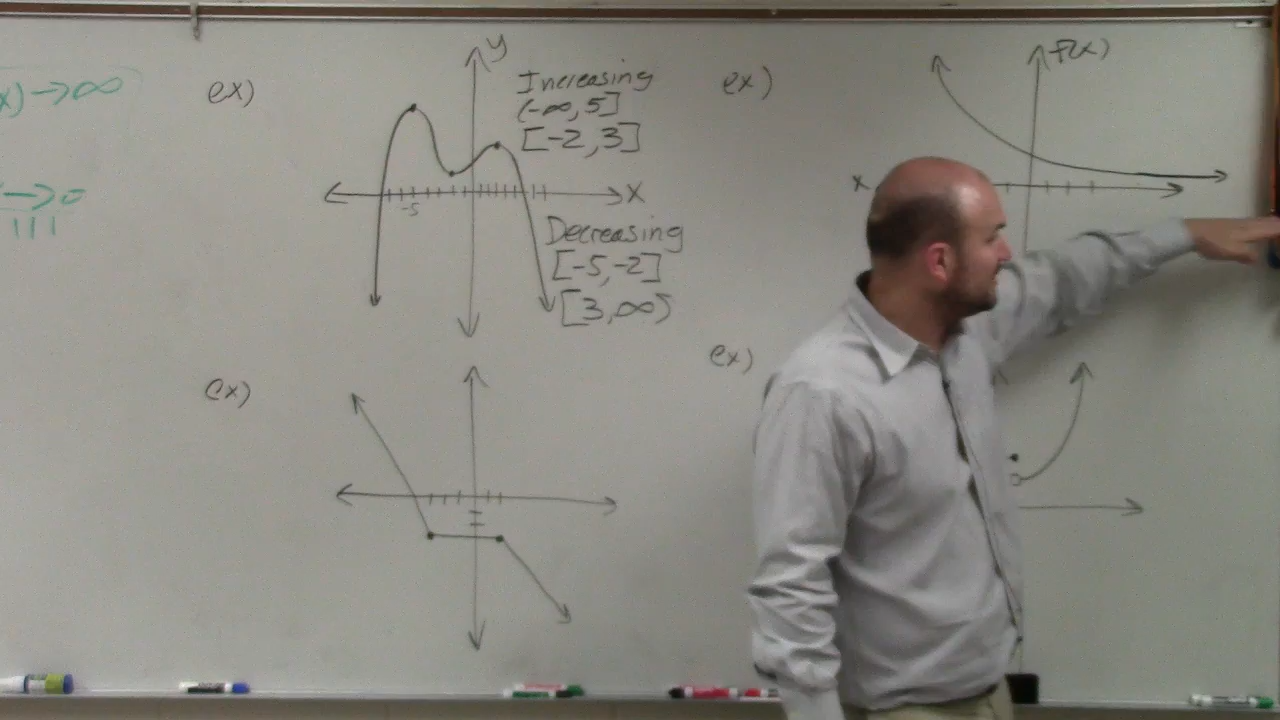 x) → ∞
→ 0
ex)
y
Increasing
(-∞, 5]
[-2, 3]
x
-5
Decreasing
[-5, -2]
[3, ∞)
ex)
f(x)
x
ex)
ex)